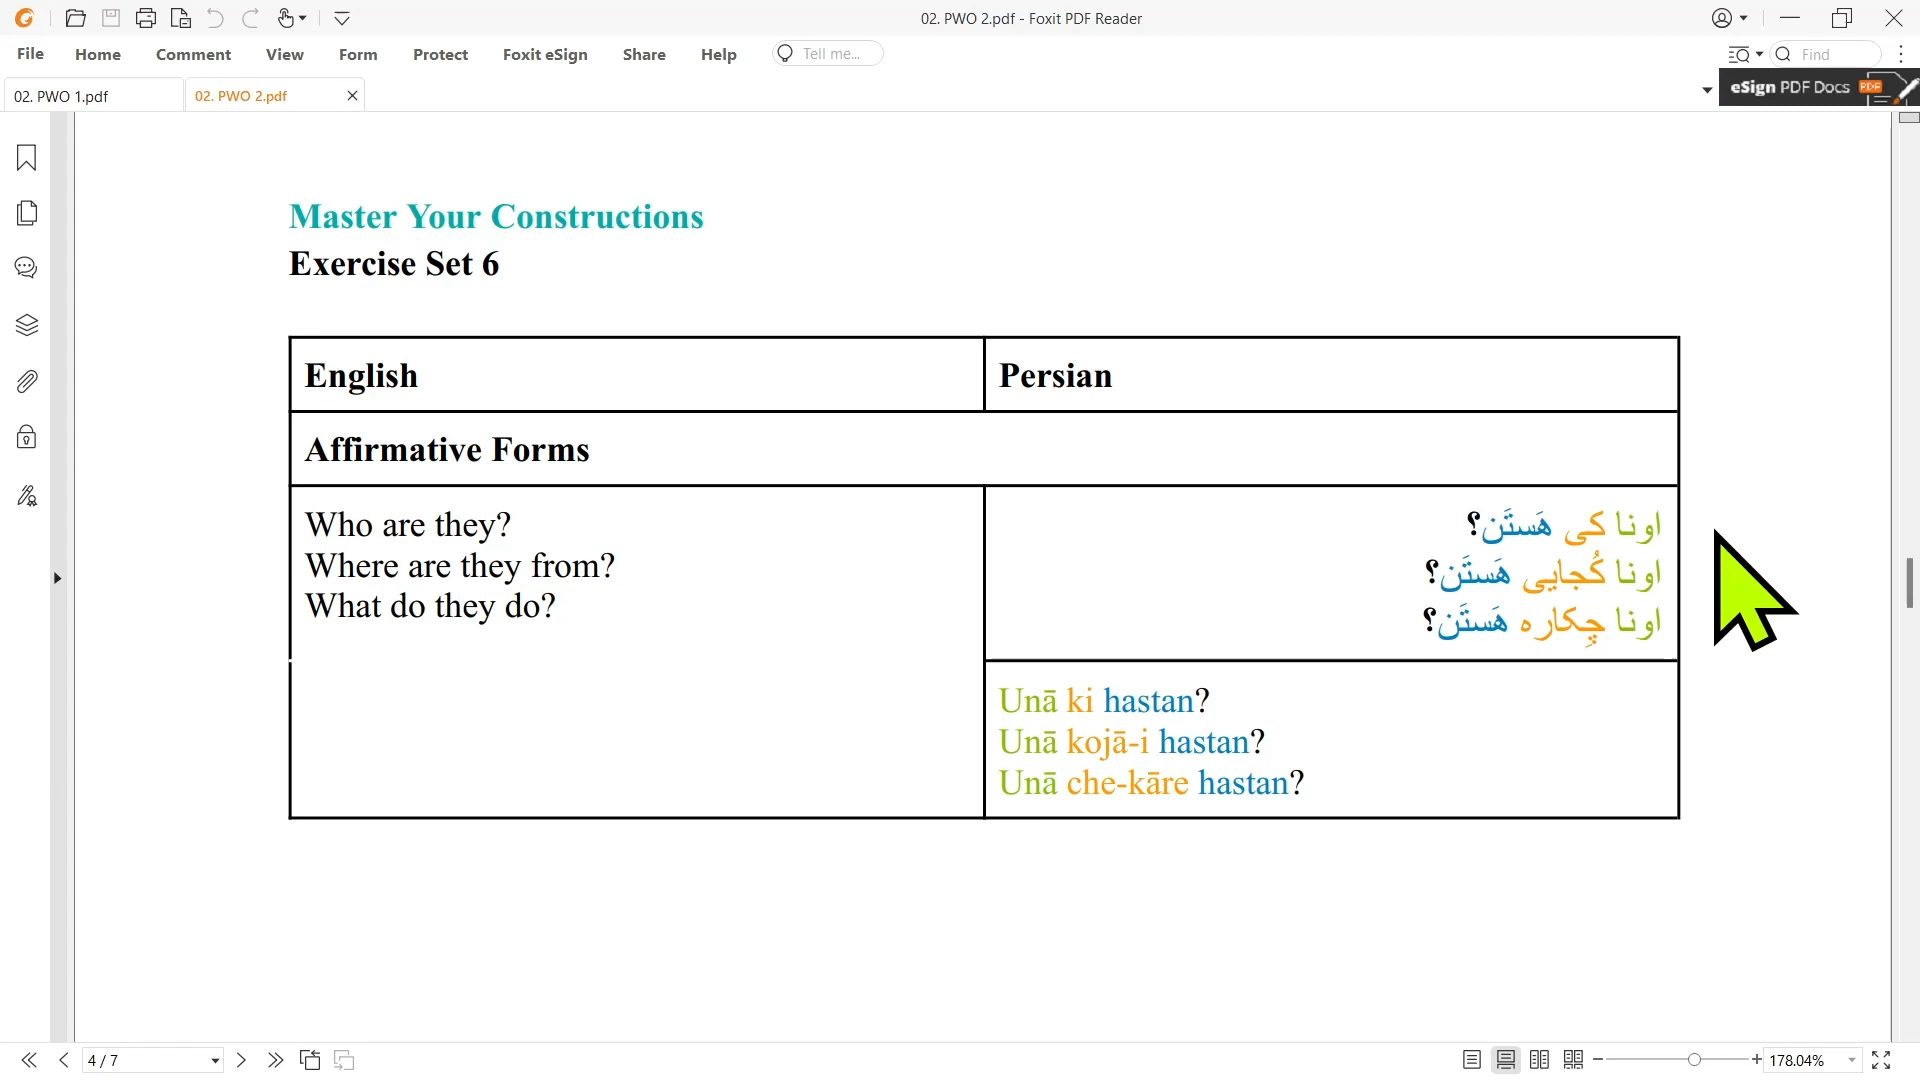 02. PWO 2.pdf - Foxit PDF Reader
File Home Comment View Form Protect Foxit eSign Share Help Tell me... Find
02. PWO 1.pdf 02. PWO 2.pdf eSign PDF Docs PDF
Master Your Constructions
Exercise Set 6
English Persian
Affirmative Forms
Who are they?
Where are they from?
What do they do?
اونا کی هَستَن؟
اونا کُجایی هَستَن؟
اونا چِکاره هَستَن؟
Unā ki hastan?
Unā kojā-i hastan?
Unā che-kāre hastan?
4 / 7 178.04%